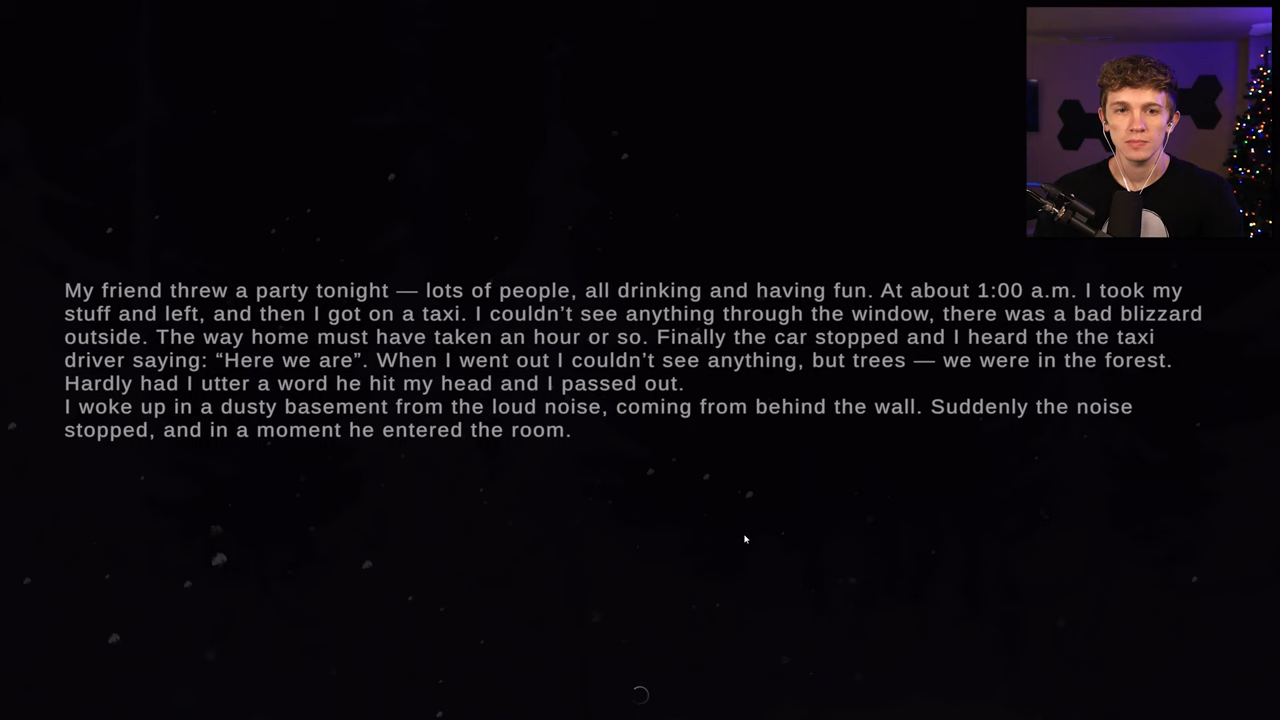 My friend threw a party tonight — lots of people, all drinking and having fun. At about 1:00 a.m. I took my
stuff and left, and then I got on a taxi. I couldn’t see anything through the window, there was a bad blizzard
outside. The way home must have taken an hour or so. Finally the car stopped and I heard the the taxi
driver saying: “Here we are”. When I went out I couldn’t see anything, but trees — we were in the forest.
Hardly had I utter a word he hit my head and I passed out.
I woke up in a dusty basement from the loud noise, coming from behind the wall. Suddenly the noise
stopped, and in a moment he entered the room.